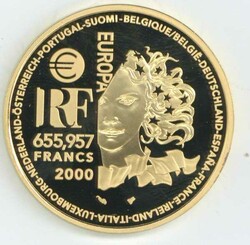 NEDERLAND-ÖSTERREICH-PORTUGAL-SUOMI-BELGIQUE/BELGIË-DEUTSCHLAND-ESPAÑA-FRANCE-IRELAND-ITALIA-LUXEMBOURG-
EUROPA
€
RF
655,957
FRANCS
2000